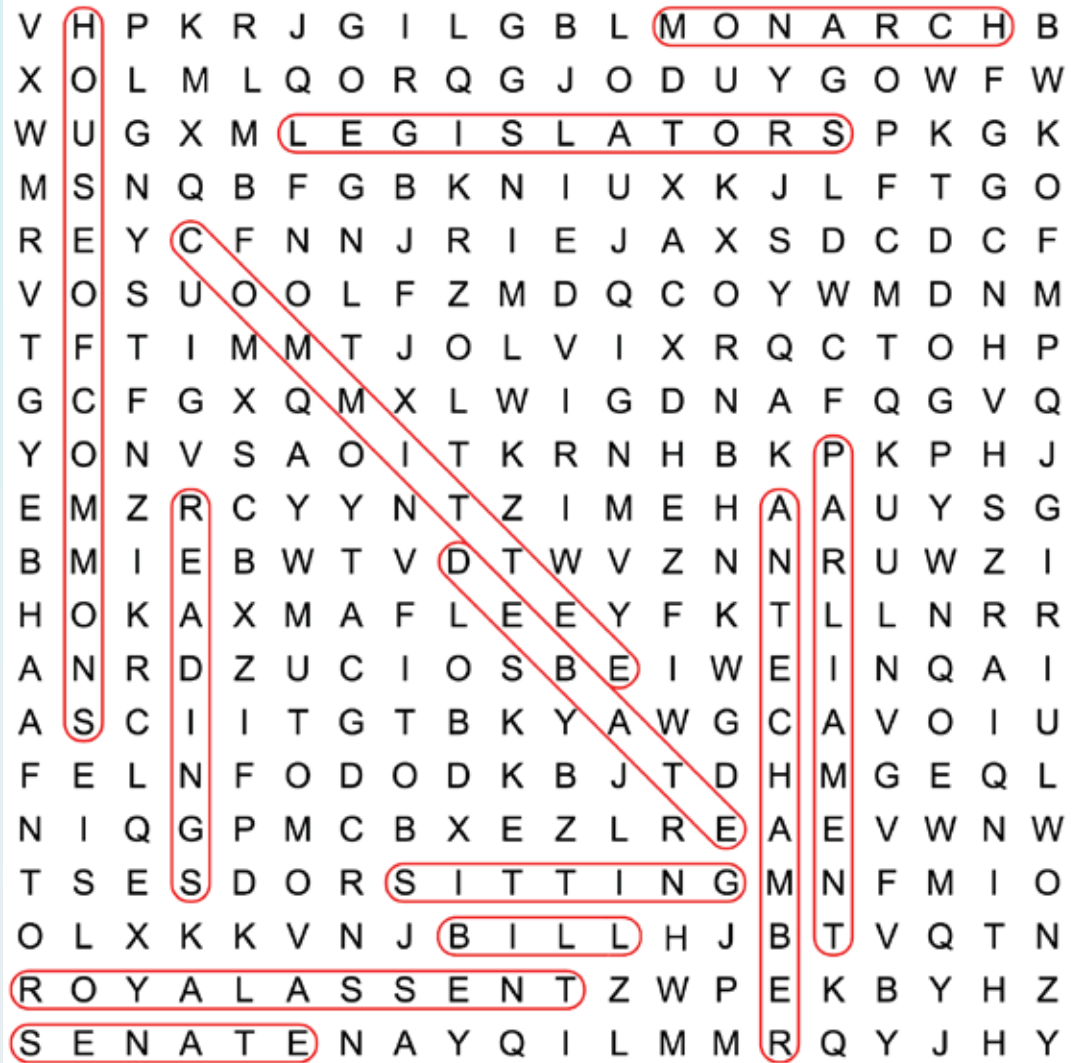 V H P K R J G I L G B L M O N A R C H B
X O L M L Q O R Q G J O D U Y G O W F W
W U G X M L E G I S L A T O R S P K G K
M S N Q B F G B K N I U X K J L F T G O
R E Y C F N N J R I E J A X S D C D C F
V O S U O O L F Z M D Q C O Y W M D N M
T F T I M M T J O L V I X R Q C T O H P
G C F G X Q M X L W I G D N A F Q G V Q
Y O N V S A O I T K R N H B K P K P H J
E M Z R C Y Y N T Z I M E H A A U Y S G
B M I E B W T V D T W V Z N N R U W Z I
H O K A X M A F L E E Y F K T L L N R R
A N R D Z U C I O S B E I W E I N Q A I
A S C I I T G T B K Y A W G C A V O I U
F E L N F O D O D K B J T D H M G E Q L
N I Q G P M C B X E Z L R E A E V W N W
T S E S D O R S I T T I N G M N F M I O
O L X K K V N J B I L L H J B T V Q T N
R O Y A L A S S E N T Z W P E K B Y H Z
S E N A T E N A Y Q I L M M R Q Y J H Y